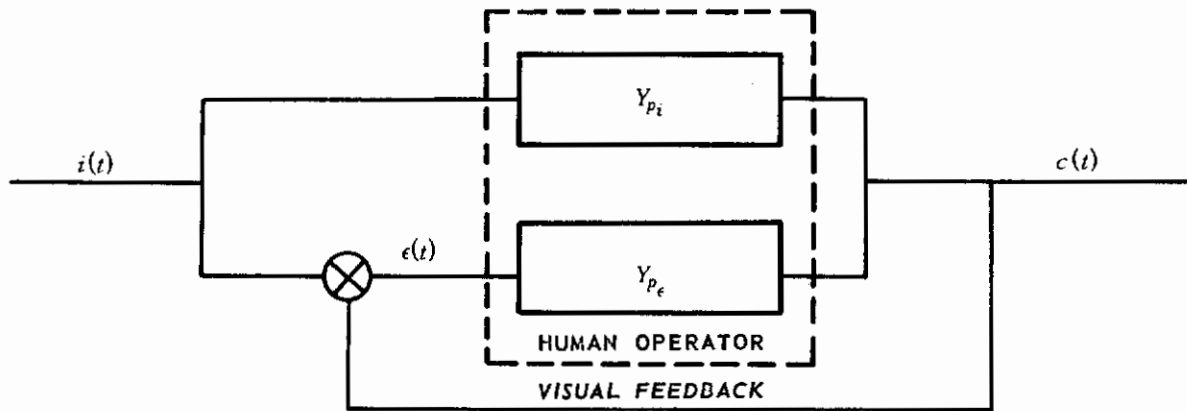 Y_{p_i}
i(t)
c(t)
ϵ(t)
Y_{p_ϵ}
HUMAN OPERATOR
VISUAL FEEDBACK